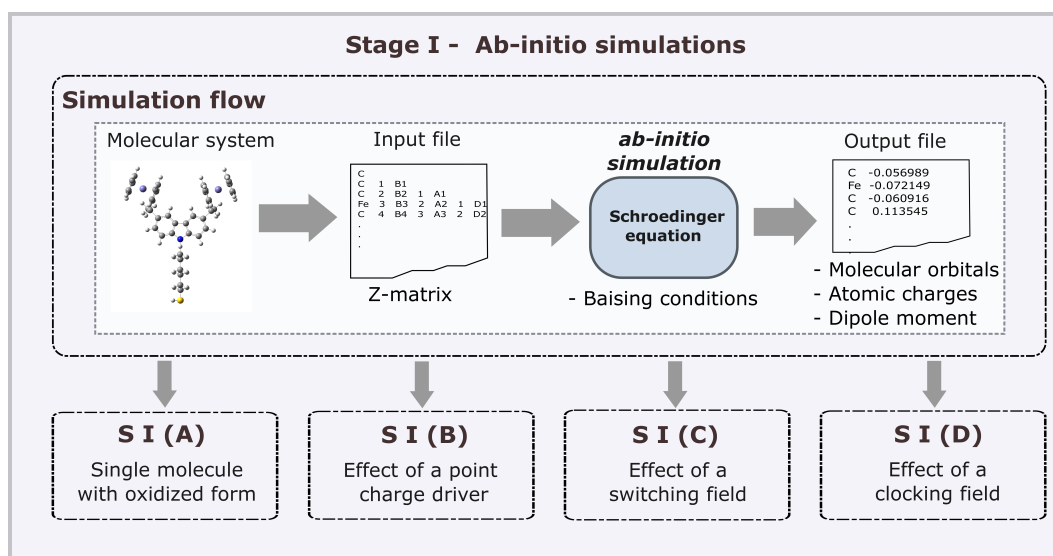 Stage I - Ab-initio simulations
Simulation flow
Molecular system
Input file
ab-initio
simulation
Output file
C
C 1 B1
C 2 B2 1 A1
Fe 3 B3 2 A2 1 D1
C 4 B4 3 A3 2 D2
.
.
.
Z-matrix
Schroedinger
equation
- Baising conditions
C -0.056989
Fe -0.072149
C -0.060916
C 0.113545
.
.
.
- Molecular orbitals
- Atomic charges
- Dipole moment
S I (A)
Single molecule
with oxidized form
S I (B)
Effect of a point
charge driver
S I (C)
Effect of a
switching field
S I (D)
Effect of a
clocking field